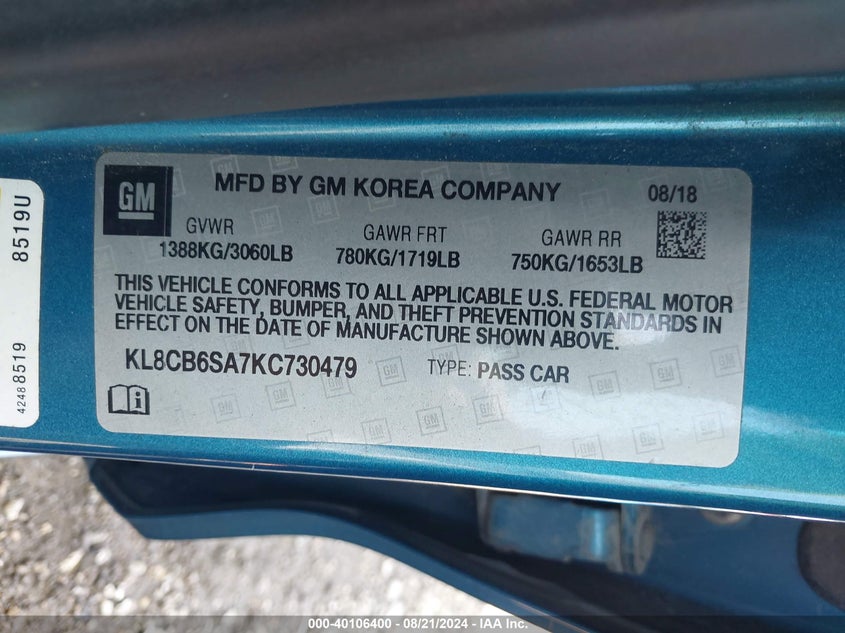 GM
MFD BY GM KOREA COMPANY
08/18
GVWR
GAWR FRT
GAWR RR
1388KG/3060LB
780KG/1719LB
750KG/1653LB
THIS VEHICLE CONFORMS TO ALL APPLICABLE U.S. FEDERAL MOTOR
VEHICLE SAFETY, BUMPER, AND THEFT PREVENTION STANDARDS IN
EFFECT ON THE DATE OF MANUFACTURE SHOWN ABOVE.
KL8CB6SA7KC730479
TYPE: PASS CAR
8519U
42488519
000-40106400 - 08/21/2024 - IAA, Inc.